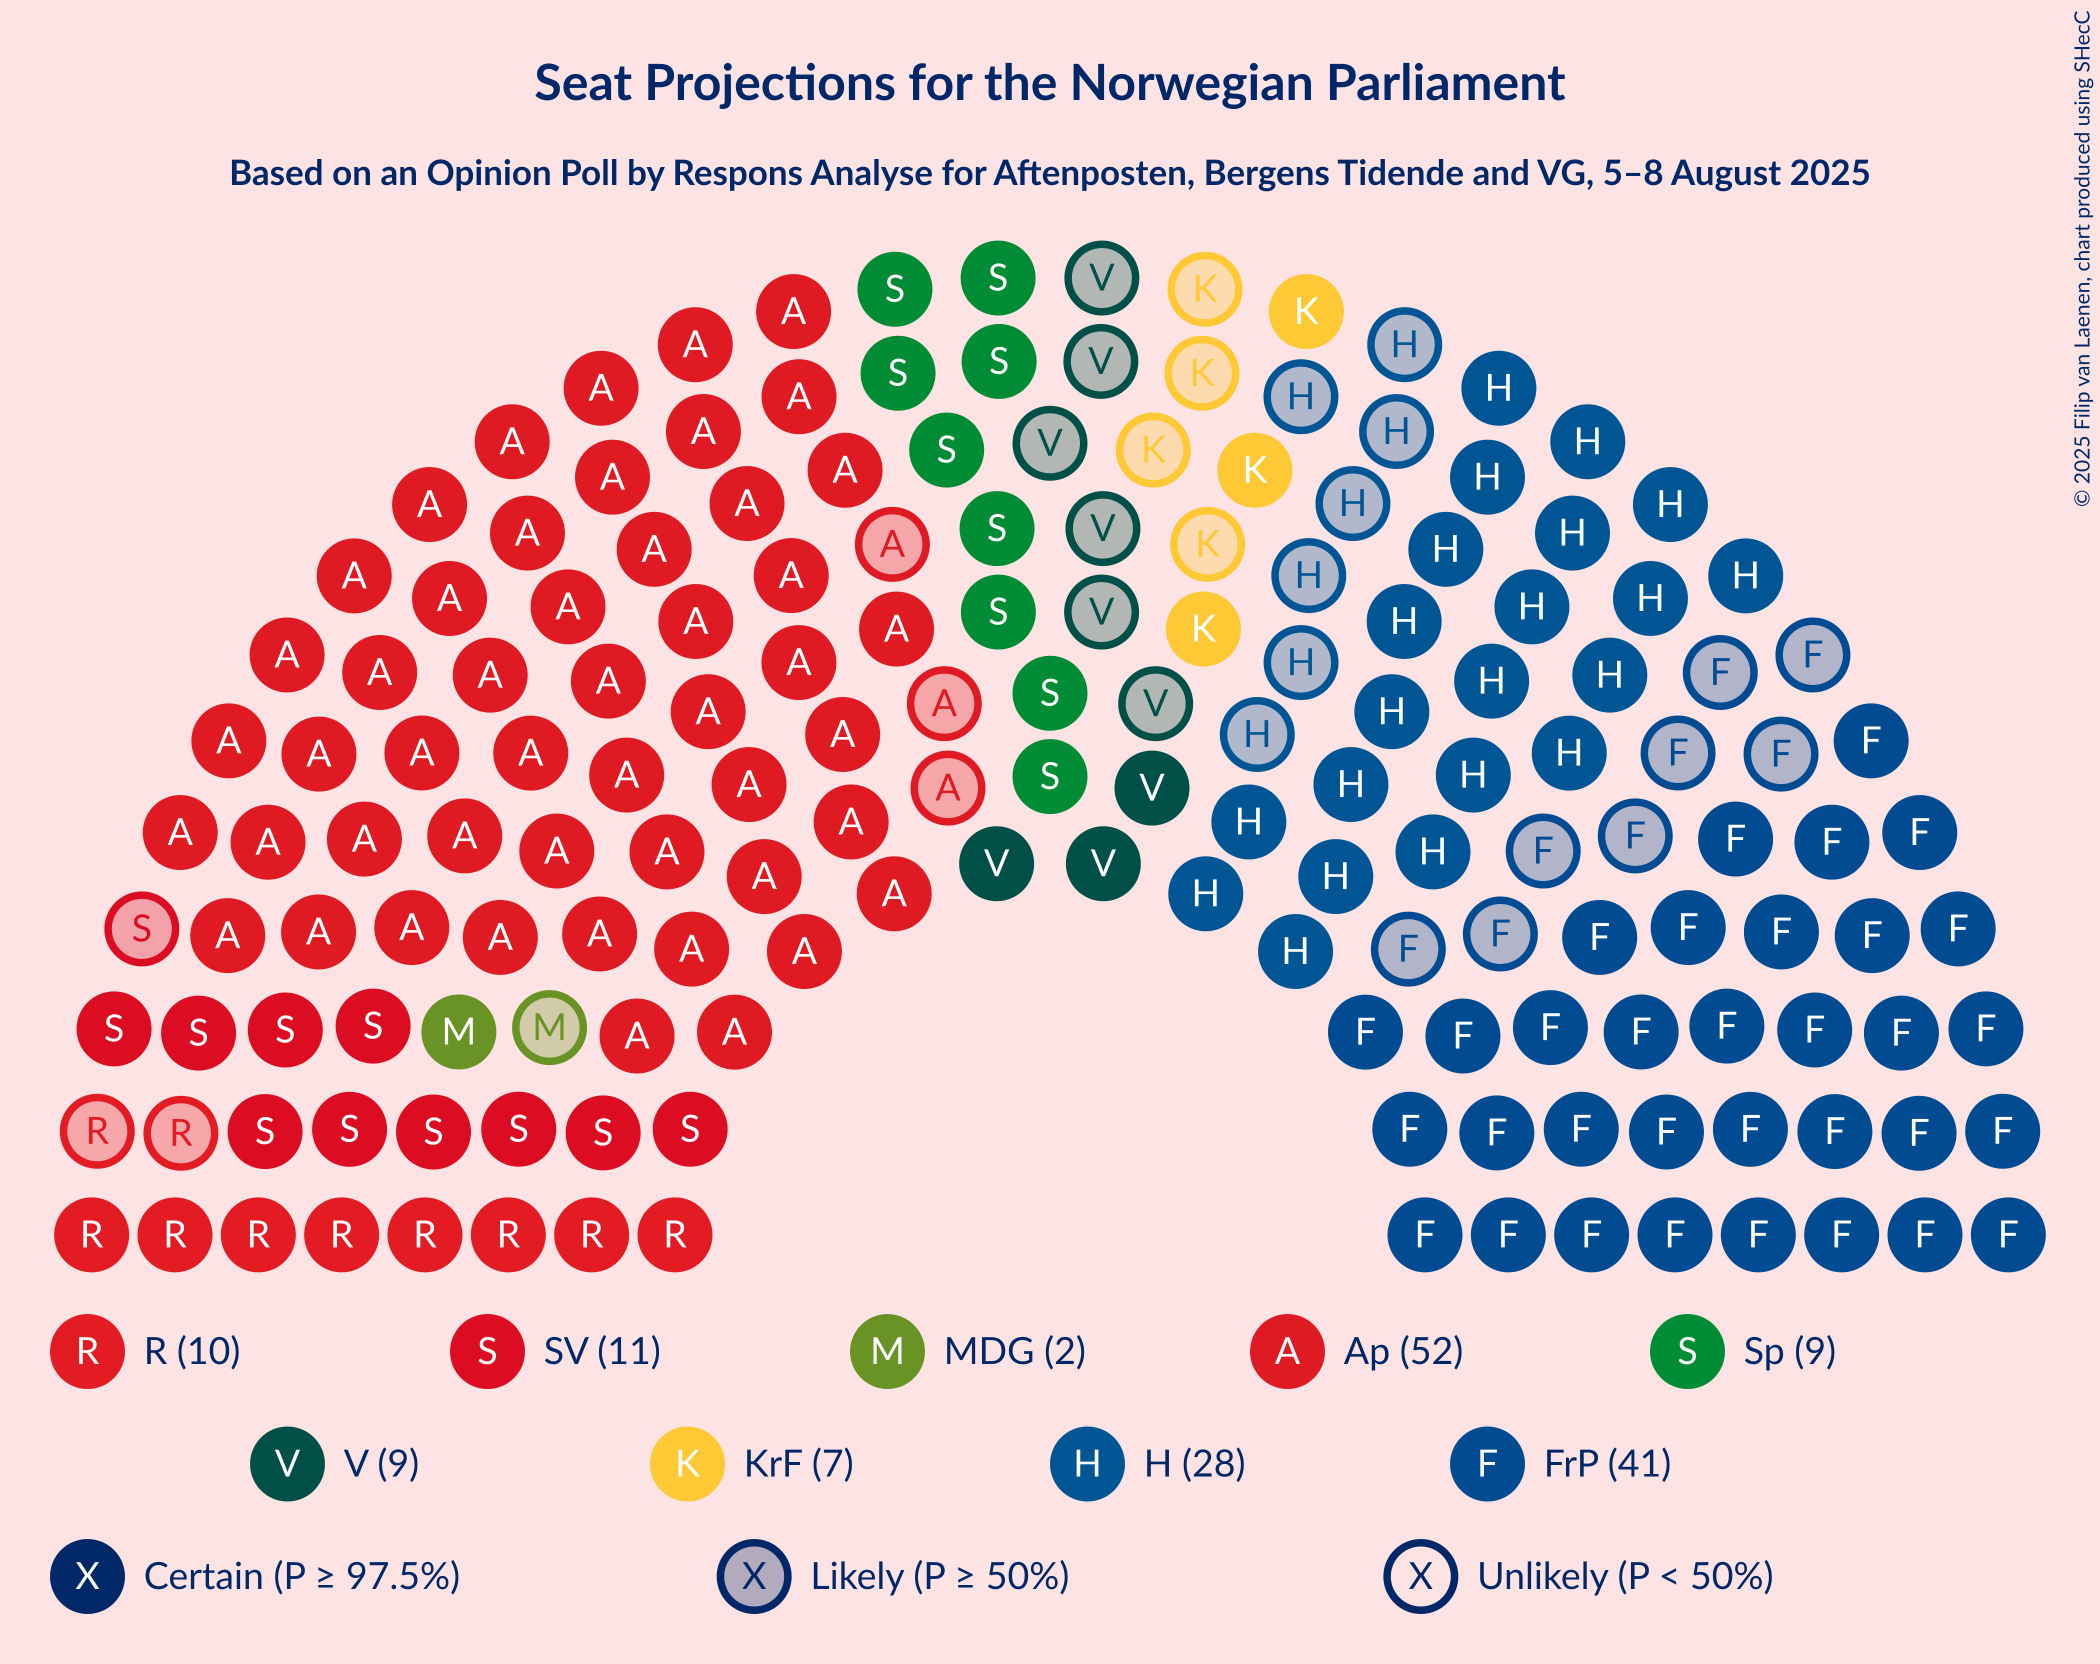 Seat Projections for the Norwegian Parliament
Based on an Opinion Poll by Respons Analyse for Aftenposten, Bergens Tidende and VG, 5–8 August 2025
© 2025 Filip van Laenen, chart produced using SHecC
S S V K K
A A S S V K H H H
A A A A S V K K H H H H
A A A A A A S V K H H H H H
A A A A A A A S V K H H H H H H
A A A A A A A A S V H H H H H H F F
A A A A A A A A A S V H H H H H F F F
A A A A A A A A A V V H H H H F F F F F
S A A A A A A A H F F F F F F F
S S S S M M A A F F F F F F F F
R R S S S S S S F F F F F F F F
R R R R R R R R F F F F F F F F
R R (10) S SV (11) M MDG (2) A Ap (52) S Sp (9)
V V (9) K KrF (7) H H (28) F FrP (41)
X Certain (P ≥ 97.5%) X Likely (P ≥ 50%) X Unlikely (P < 50%)